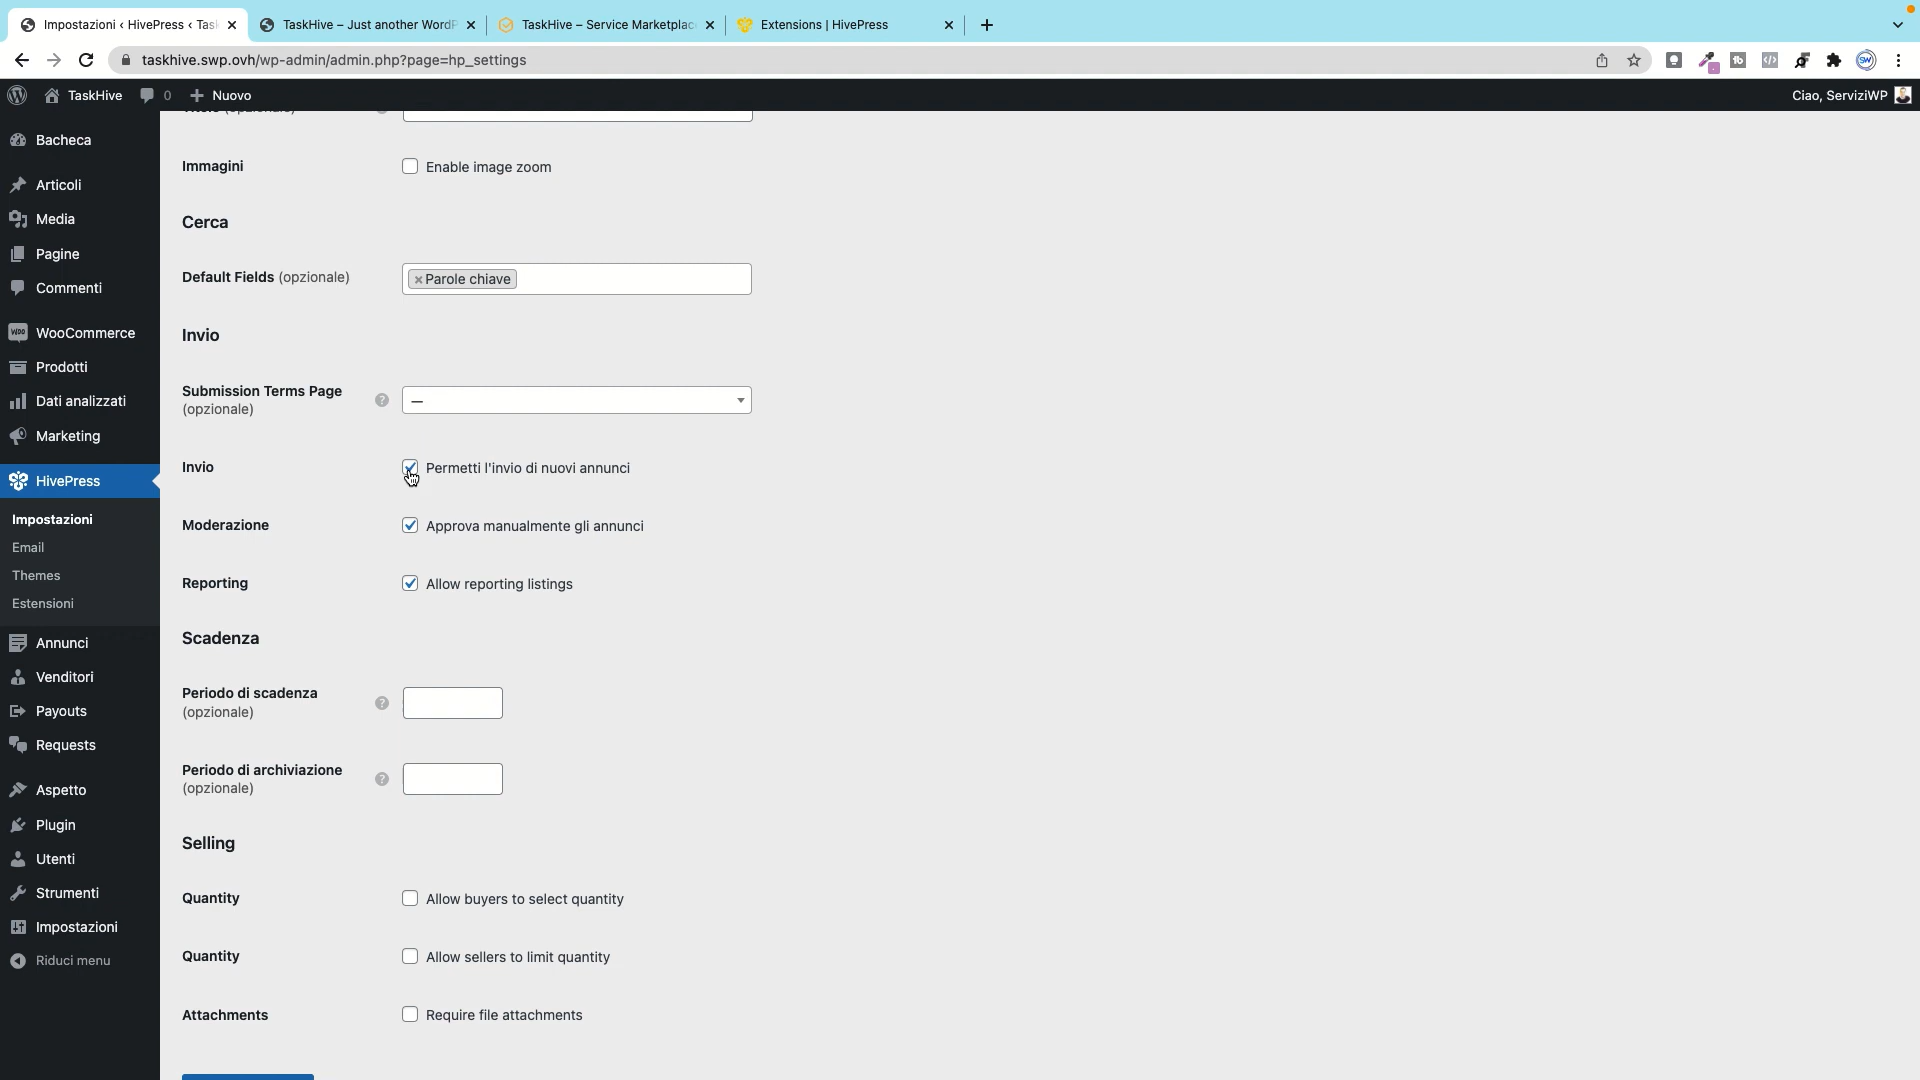 Impostazioni ‹ HivePress ‹ Task
TaskHive – Just another WordP
TaskHive – Service Marketplac
Extensions | HivePress
taskhive.swp.ovh/wp-admin/admin.php?page=hp_settings
TaskHive
0
Nuovo
Ciao, ServiziWP
Bacheca
Articoli
Media
Pagine
Commenti
WooCommerce
Prodotti
Dati analizzati
Marketing
HivePress
Impostazioni
Email
Themes
Estensioni
Annunci
Venditori
Payouts
Requests
Aspetto
Plugin
Utenti
Strumenti
Impostazioni
Riduci menu
Immagini
Enable image zoom
Cerca
Default Fields (opzionale)
×Parole chiave
Invio
Submission Terms Page
(opzionale)
—
Invio
Permetti l'invio di nuovi annunci
Moderazione
Approva manualmente gli annunci
Reporting
Allow reporting listings
Scadenza
Periodo di scadenza
(opzionale)
Periodo di archiviazione
(opzionale)
Selling
Quantity
Allow buyers to select quantity
Quantity
Allow sellers to limit quantity
Attachments
Require file attachments